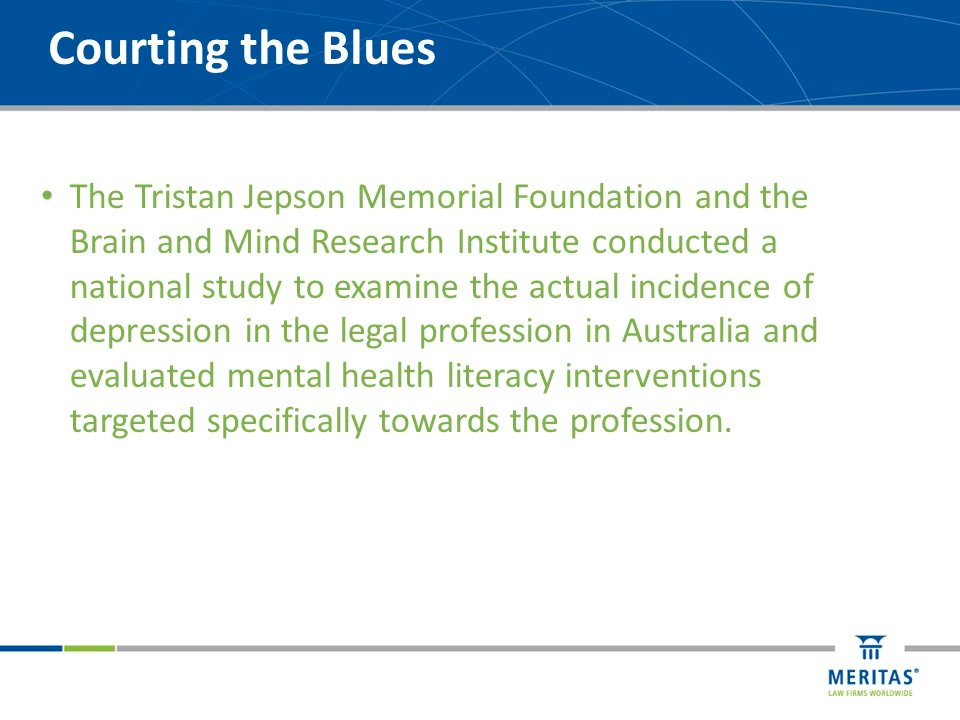 Courting the Blues
• The Tristan Jepson Memorial Foundation and the
Brain and Mind Research Institute conducted a
national study to examine the actual incidence of
depression in the legal profession in Australia and
evaluated mental health literacy interventions
targeted specifically towards the profession.
MERITAS®
LAW FIRMS WORLDWIDE